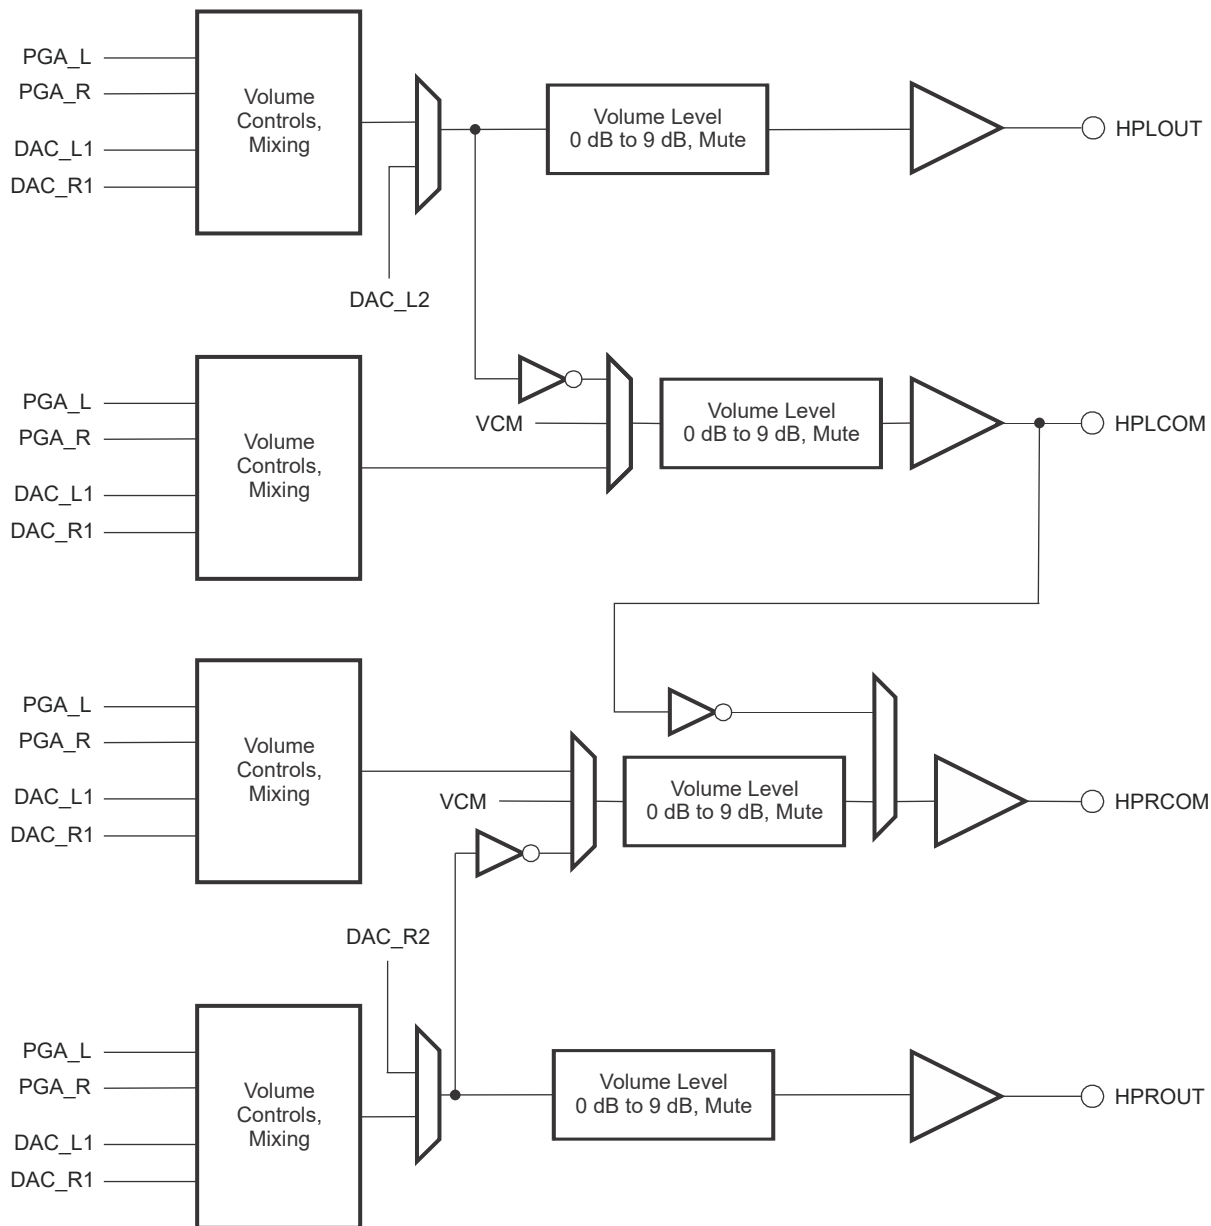 PGA_L
PGA_R
DAC_L1
DAC_R1
Volume
Controls,
Mixing
DAC_L2
Volume Level
0 dB to 9 dB, Mute
HPLOUT
PGA_L
PGA_R
DAC_L1
DAC_R1
Volume
Controls,
Mixing
VCM
Volume Level
0 dB to 9 dB, Mute
HPLCOM
PGA_L
PGA_R
DAC_L1
DAC_R1
Volume
Controls,
Mixing
VCM
Volume Level
0 dB to 9 dB, Mute
HPRCOM
DAC_R2
PGA_L
PGA_R
DAC_L1
DAC_R1
Volume
Controls,
Mixing
Volume Level
0 dB to 9 dB, Mute
HPROUT